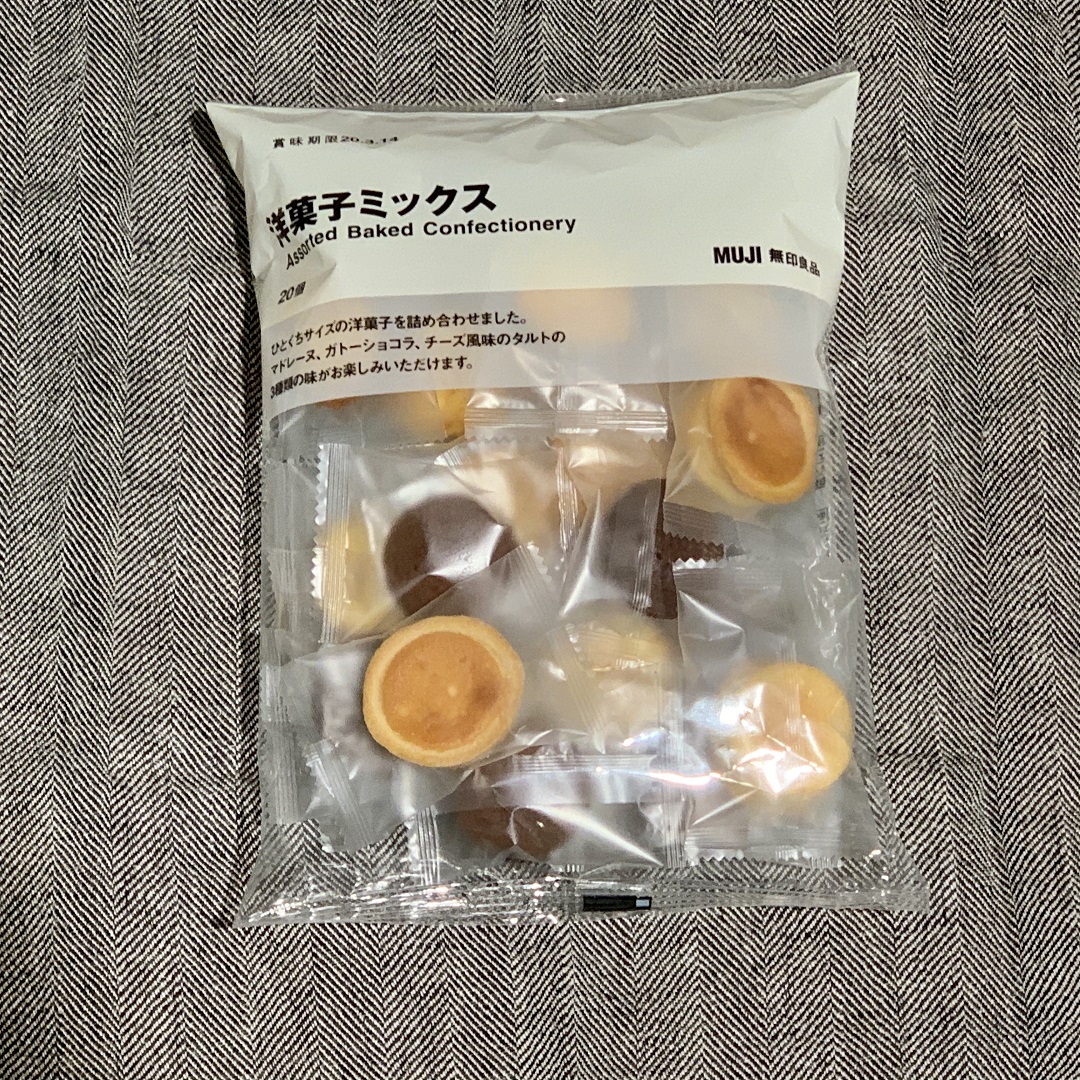 賞味期限20.3.14
洋菓子ミックス
Assorted Baked Confectionery
MUJI 無印良品
20個
ひとくちサイズの洋菓子を詰め合わせました。
マドレーヌ、ガトーショコラ、チーズ風味のタルトの
3種類の味がお楽しみいただけます。